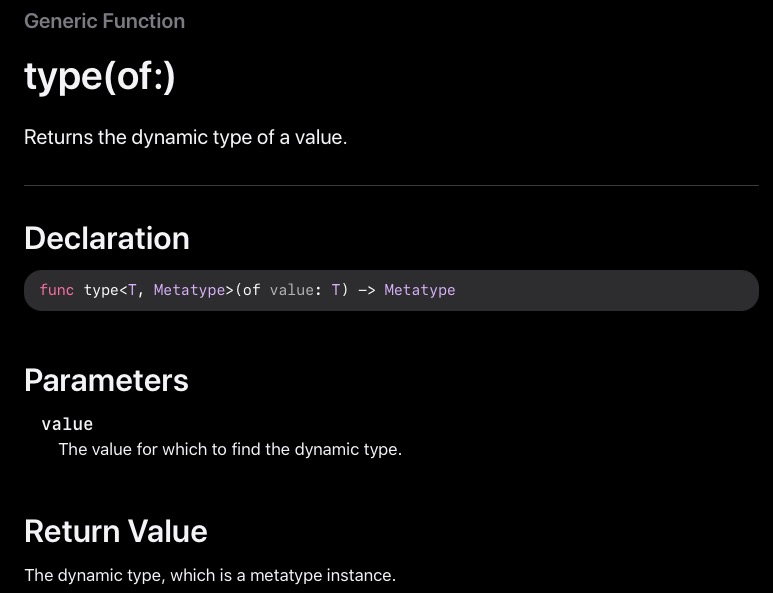 Generic Function
type(of:)
Returns the dynamic type of a value.
Declaration
func type<T, Metatype>(of value: T) -> Metatype
Parameters
value
The value for which to find the dynamic type.
Return Value
The dynamic type, which is a metatype instance.